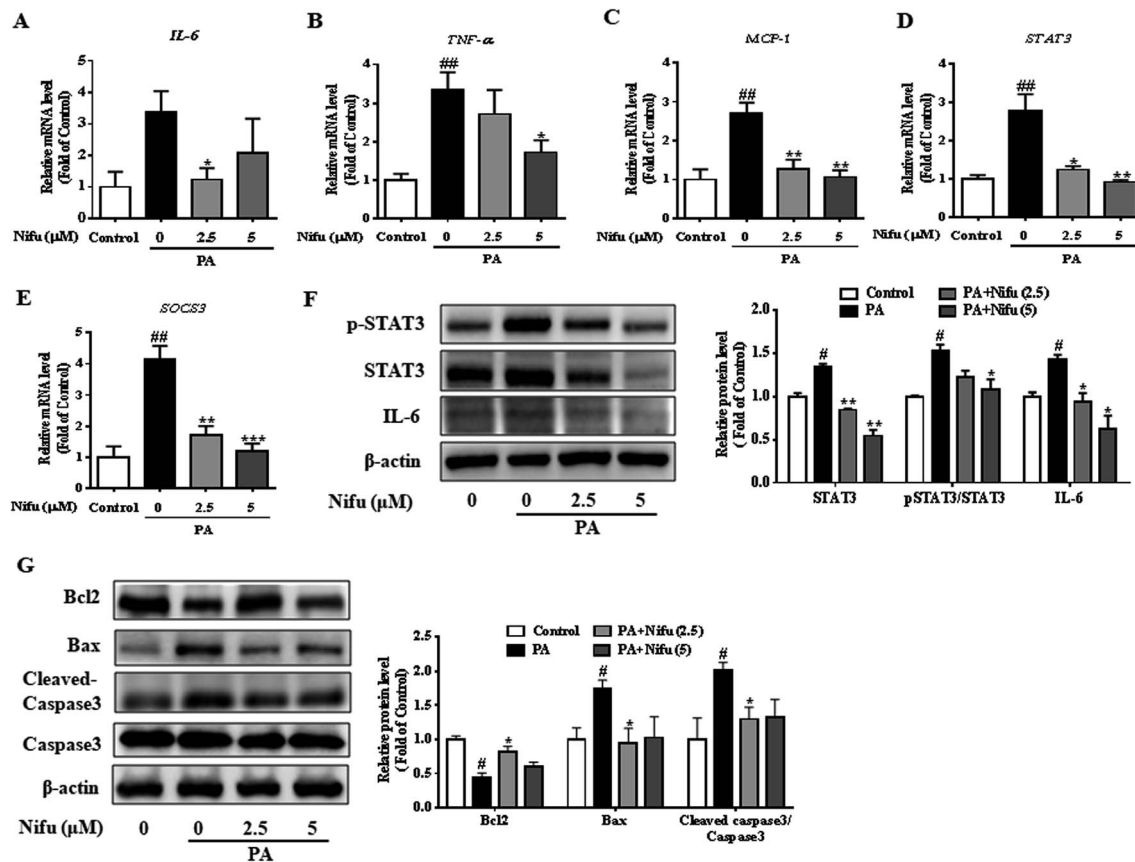 A
IL-6
Relative mRNA level
(Fold of Control)
5
4
3
2
1
0
*
Nifu (μM) Control 0 2.5 5
PA
B
TNF-α
Relative mRNA level
(Fold of Control)
4
3
2
1
0
##
*
Nifu (μM) Control 0 2.5 5
PA
C
MCP-1
Relative mRNA level
(Fold of Control)
4
3
2
1
0
##
** **
Nifu (μM) Control 0 2.5 5
PA
D
STAT3
Relative mRNA level
(Fold of Control)
4
3
2
1
0
##
* **
Nifu (μM) Control 0 2.5 5
PA
E
SOCS3
Relative mRNA level
(Fold of Control)
5
4
3
2
1
0
##
** ***
Nifu (μM) Control 0 2.5 5
PA
F
p-STAT3
STAT3
IL-6
β-actin
Nifu (μM) 0 0 2.5 5
PA
Control PA+Nifu (2.5)
PA PA+Nifu (5)
Relative protein level
( Fold of Control)
2.0
1.5
1.0
0.5
0.0
# ** **
# *
# * *
STAT3 pSTAT3/STAT3 IL-6
G
Bcl2
Bax
Cleaved-
Caspase3
Caspase3
β-actin
Nifu (μM) 0 0 2.5 5
PA
Control PA+Nifu (2.5)
PA PA+Nifu (5)
Relative protein level
( Fold of Control)
2.5
2.0
1.5
1.0
0.5
0.0
# *
# *
# *
Bcl2 Bax Cleaved caspase3/
Caspase3